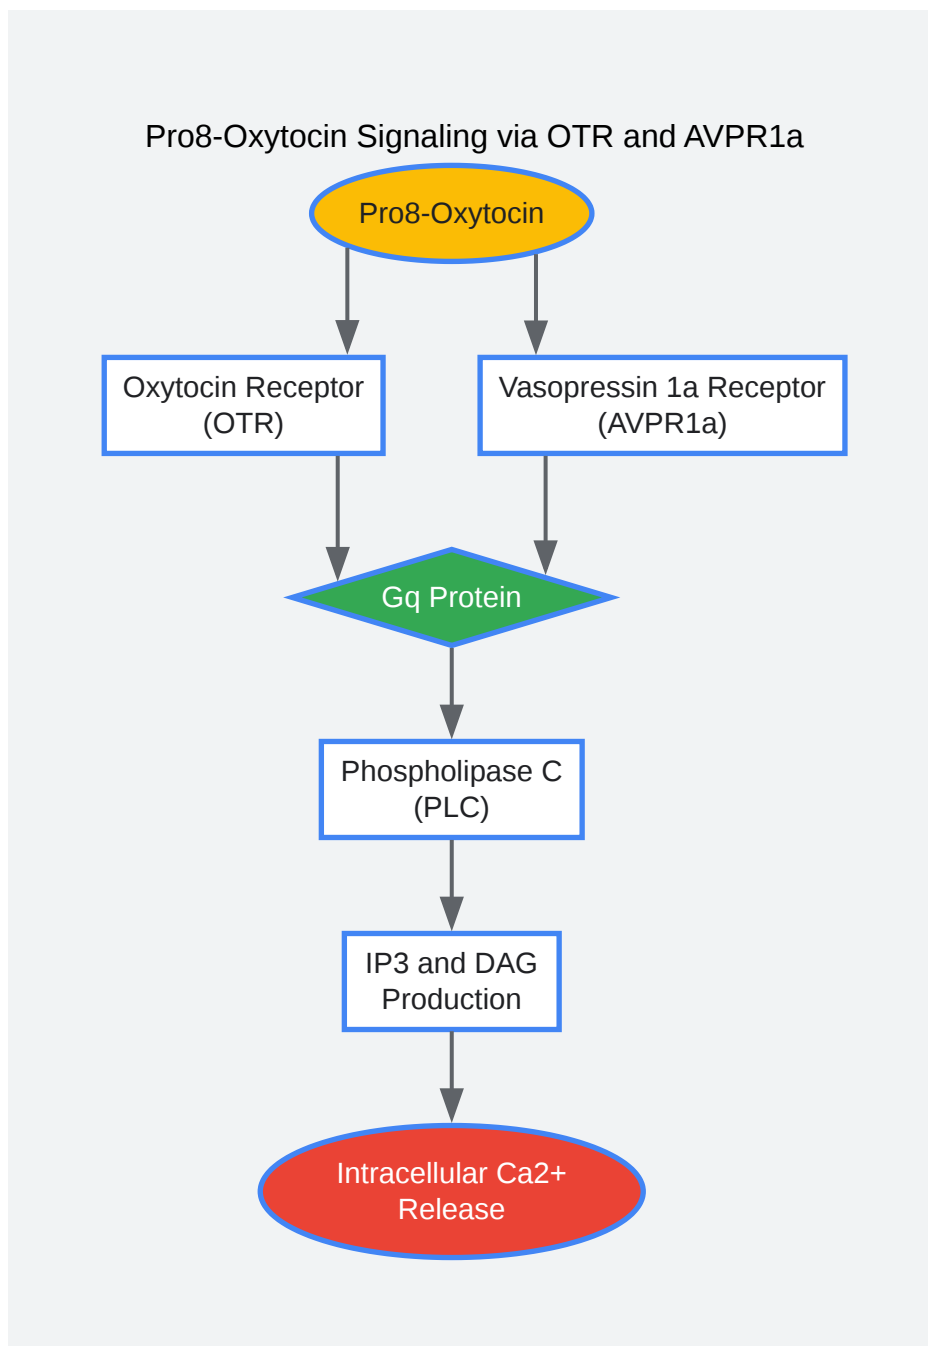 Pro8-Oxytocin Signaling via OTR and AVPR1a
Pro8-Oxytocin
Oxytocin Receptor
(OTR)
Vasopressin 1a Receptor
(AVPR1a)
Gq Protein
Phospholipase C
(PLC)
IP3 and DAG
Production
Intracellular Ca2+
Release